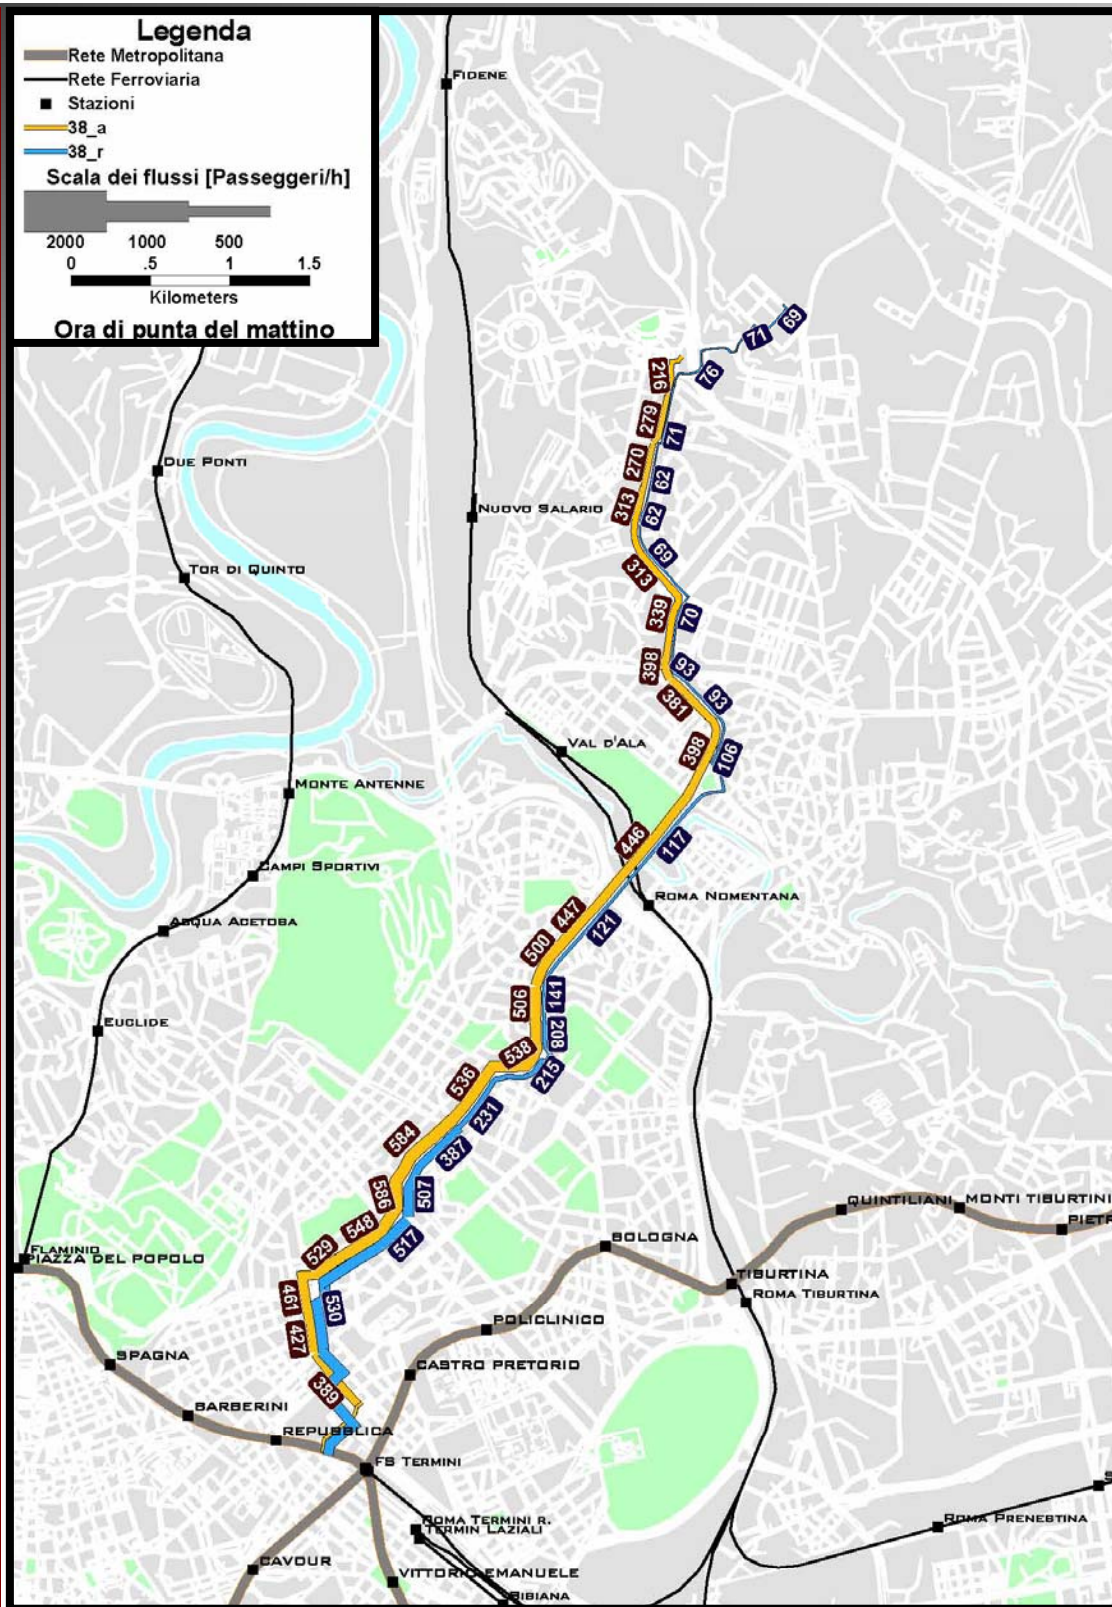 Legenda
Rete Metropolitana
Rete Ferroviaria
Stazioni
38_a
38_r
Scala dei flussi [Passeggeri/h]
2000 1000 500
0 .5 1 1.5
Kilometers
Ora di punta del mattino
FIDENE
69
71
76
216
279
71
270
62
DUE PONTI
313
62
NUOVO SALARIO
69
TOR DI QUINTO
313
339
70
398
93
381
93
VAL D'ALA
398
106
MONTE ANTENNE
446
117
CAMPI SPORTIVI
ROMA NOMENTANA
447
121
ACQUA ACETOSA
500
141
506
EUCLIDE
208
538
215
536
231
584
387
586
507
QUINTILIANI
MONTI TIBURTINI
PIETR
548
517
BOLOGNA
529
FLAMINIO
PIAZZA DEL POPOLO
TIBURTINA
ROMA TIBURTINA
461
530
427
POLICLINICO
SPAGNA
CASTRO PRETORIO
389
BARBERINI
REPUBBLICA
FS TERMINI
S
ROMA TERMINI R.
TERMINI LAZIALI
ROMA PRENESTINA
CAVOUR
VITTORIO EMANUELE
BIBIANA